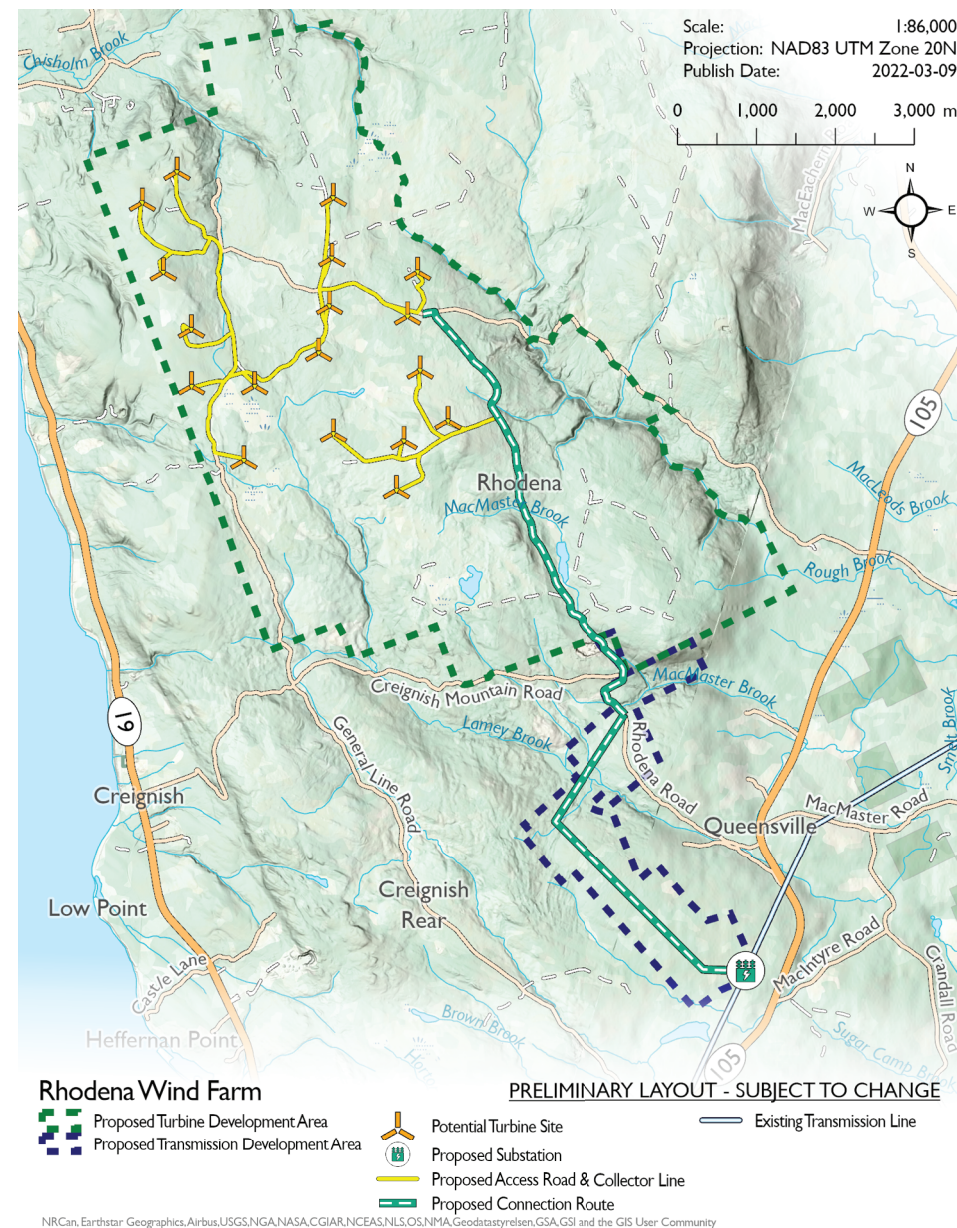 Scale: 1:86,000
Projection: NAD83 UTM Zone 20N
Publish Date: 2022-03-09
0 1,000 2,000 3,000 m
N
W E
S
Chisholm Brook
105
MacLeod's Brook
Rhodena
MacMaster Brook
Rough Brook
Creignish Mountain Road
MacMaster Brook
Lamey Brook
General Line Road
Rhodena Road
Smelt Brook
19
Creignish
MacMaster Road
Queensville
Creignish
Rear
Low Point
MacIntyre Road
Crandall Road
Castle Lane
Brown Brook
Sugar Camp Brook
Heffernan Point
105
Rhodena Wind Farm
PRELIMINARY LAYOUT - SUBJECT TO CHANGE
Proposed Turbine Development Area
Proposed Transmission Development Area
Potential Turbine Site
Proposed Substation
Proposed Access Road & Collector Line
Proposed Connection Route
Existing Transmission Line
NRCan, Earthstar Geographics, Airbus, USGS, NGA, NASA, CGIAR, NCEAS, NLS, OS, NMA, Geodatastyrelsen, GSA, GSI and the GIS User Community